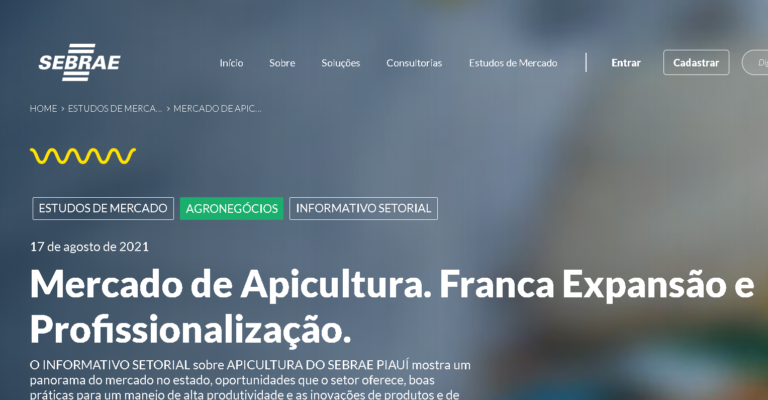 SEBRAE
Início Sobre Soluções Consultorias Estudos de Mercado Entrar Cadastrar
HOME > ESTUDOS DE MERCA... > MERCADO DE APIC...
ESTUDOS DE MERCADO AGRONEGÓCIOS INFORMATIVO SETORIAL
17 de agosto de 2021
Mercado de Apicultura. Franca Expansão e
Profissionalização.
O INFORMATIVO SETORIAL sobre APICULTURA DO SEBRAE PIAUÍ mostra um
panorama do mercado no estado, oportunidades que o setor oferece, boas
práticas para um manejo de alta produtividade e as inovações de produtos e de